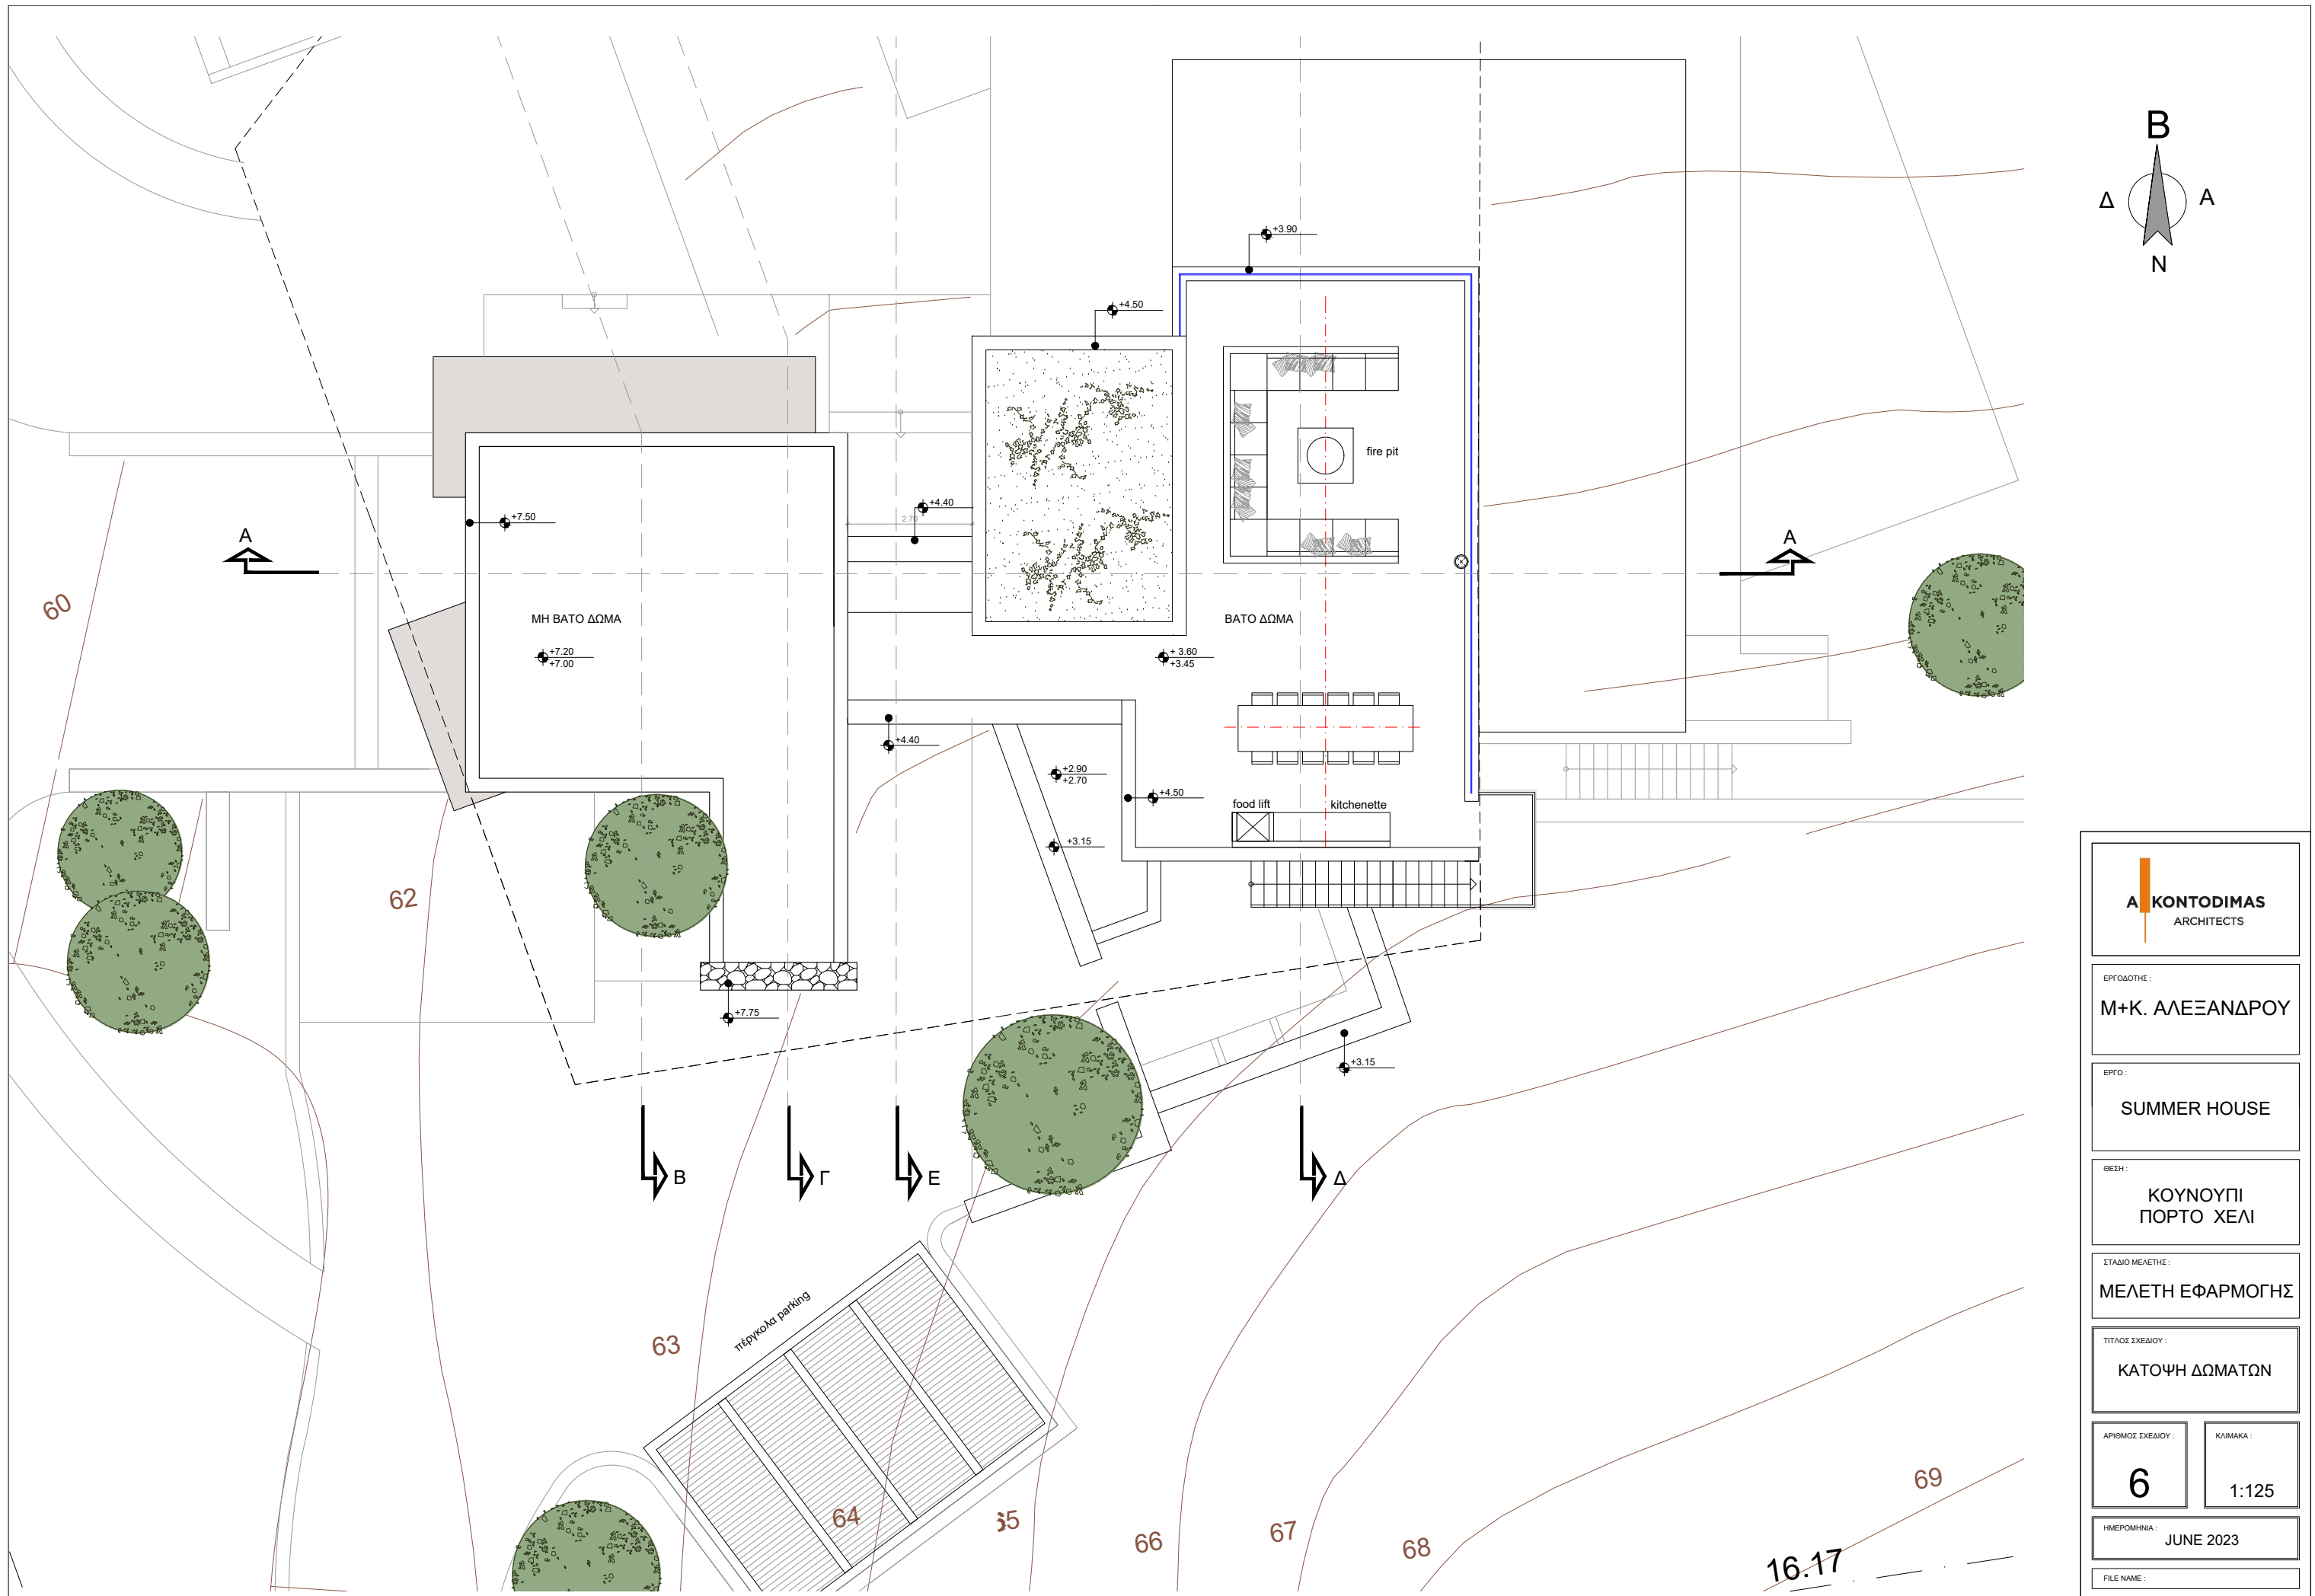 B
Δ
A
N
+3.90
+4.50
fire pit
+4.40
2.70
+7.50
A
A
60
ΜΗ ΒΑΤΟ ΔΩΜΑ
ΒΑΤΟ ΔΩΜΑ
+7.20
+7.00
+ 3.60
+3.45
+4.40
+2.90
+2.70
+4.50
food lift
kitchenette
+3.15
62
+7.75
+3.15
B
Γ
E
Δ
πέργκολα parking
63
64
66
67
68
69
16.17
A KONTODIMAS
ARCHITECTS
ΕΡΓΟΔΟΤΗΣ :
Μ+Κ. ΑΛΕΞΑΝΔΡΟΥ
ΕΡΓΟ :
SUMMER HOUSE
ΘΕΣΗ :
ΚΟΥΝΟΥΠΙ
ΠΟΡΤΟ ΧΕΛΙ
ΣΤΑΔΙΟ ΜΕΛΕΤΗΣ :
ΜΕΛΕΤΗ ΕΦΑΡΜΟΓΗΣ
ΤΙΤΛΟΣ ΣΧΕΔΙΟΥ :
ΚΑΤΟΨΗ ΔΩΜΑΤΩΝ
ΑΡΙΘΜΟΣ ΣΧΕΔΙΟΥ :
6
ΚΛΙΜΑΚΑ :
1:125
ΗΜΕΡΟΜΗΝΙΑ :
JUNE 2023
FILE NAME :